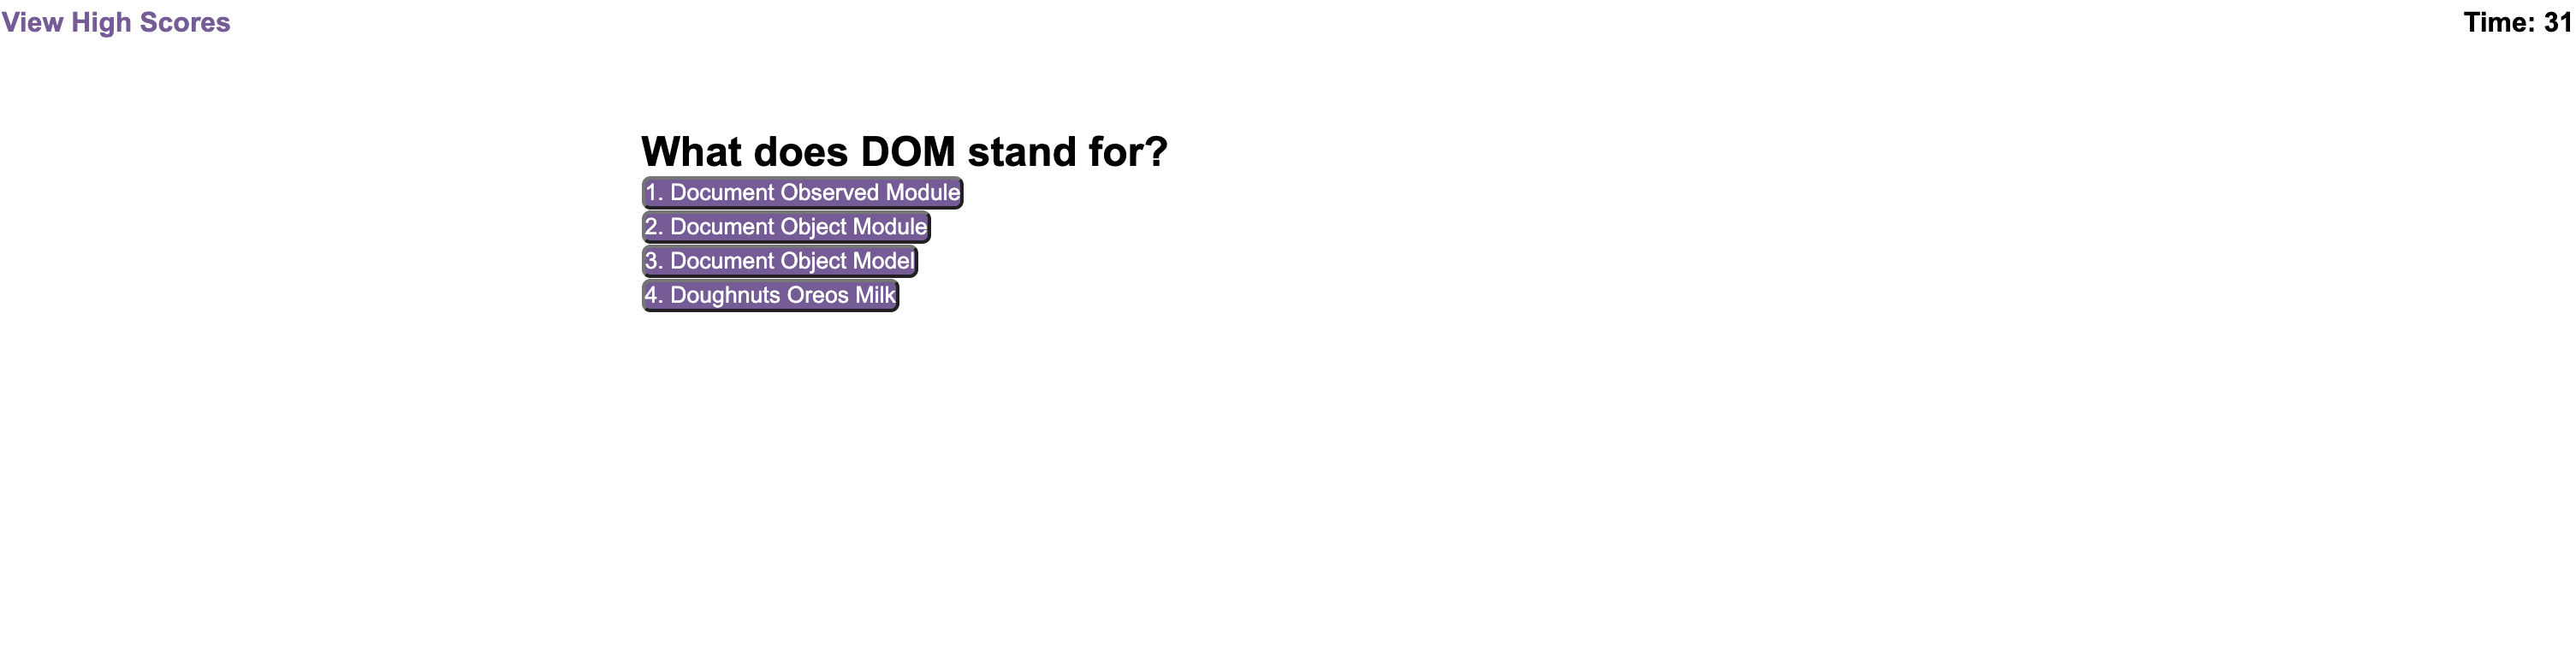 View High Scores
Time: 31
What does DOM stand for?
1. Document Observed Module
2. Document Object Module
3. Document Object Model
4. Doughnuts Oreos Milk